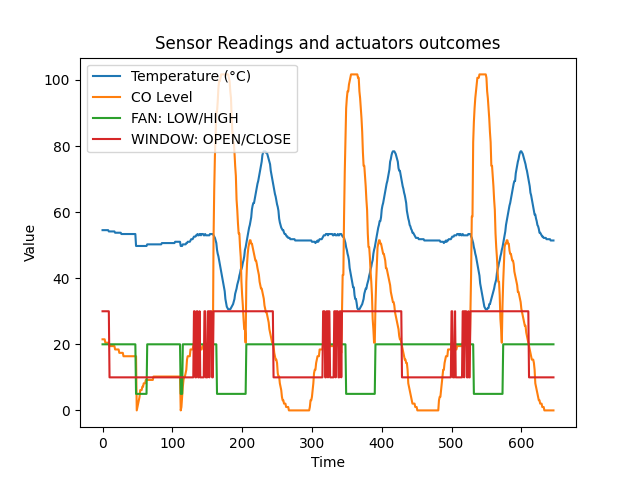 Sensor Readings and actuators outcomes
Temperature (°C)
CO Level
FAN: LOW/HIGH
WINDOW: OPEN/CLOSE
Value
100
80
60
40
20
0
0 100 200 300 400 500 600
Time